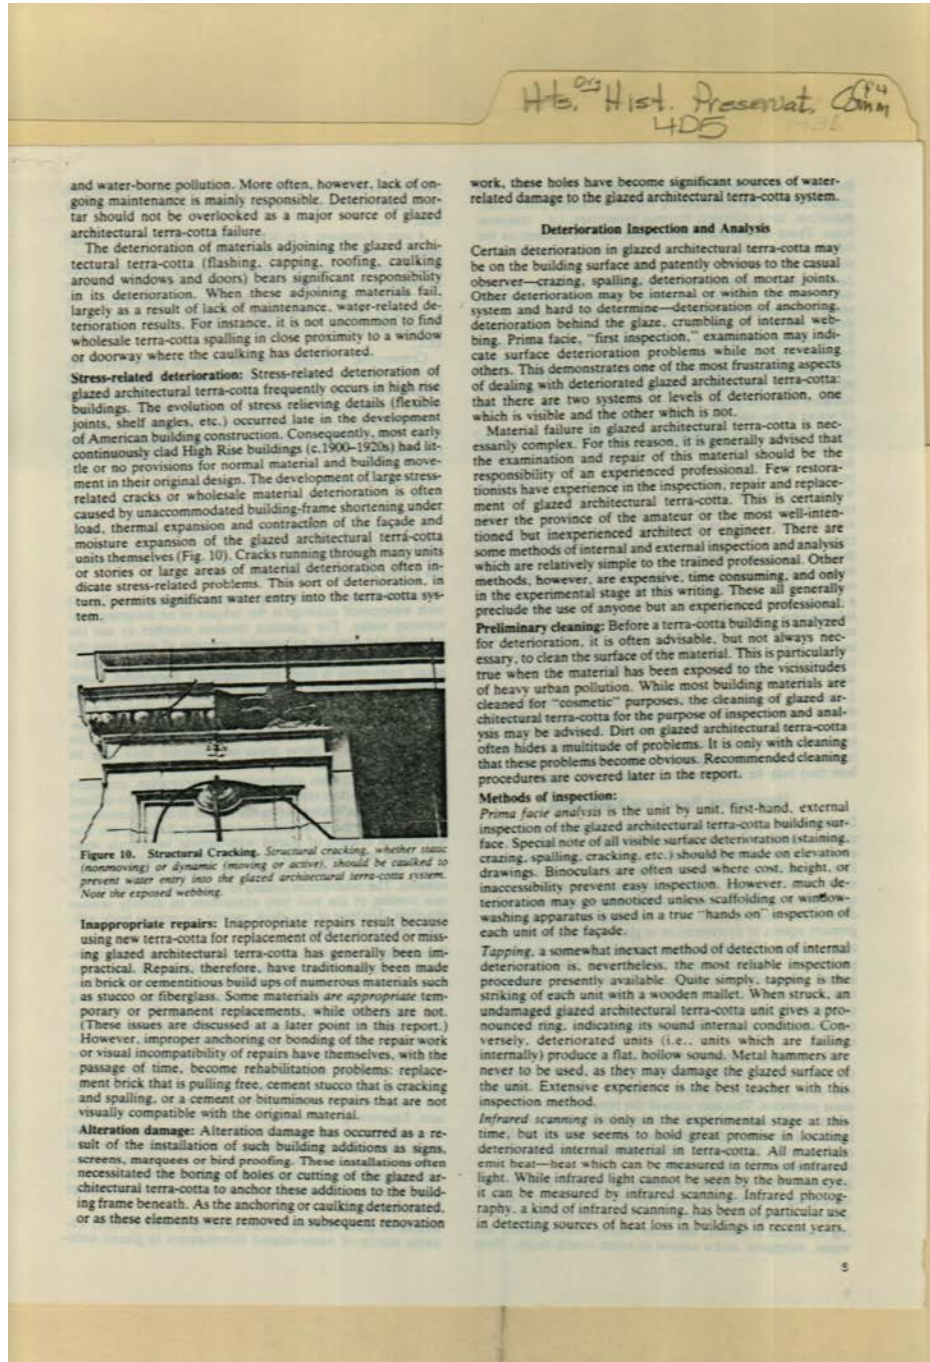 Hts. Org Hist. Preservat. Comm
4D5
and water-borne pollution. More often, however, lack of on-
going maintenance is mainly responsible. Deteriorated mor-
tar should not be overlooked as a major source of glazed
architectural terra-cotta failure.
The deterioration of materials adjoining the glazed archi-
tectural terra-cotta (flashing, capping, roofing, caulking
around windows and doors) bears significant responsibility
in its deterioration. When these adjoining materials fail,
largely as a result of lack of maintenance, water-related de-
terioration results. For instance, it is not uncommon to find
wholesale terra-cotta spalling in close proximity to a window
or doorway where the caulking has deteriorated.
Stress-related deterioration: Stress-related deterioration of
glazed architectural terra-cotta frequently occurs in high rise
buildings. The evolution of stress relieving details (flexible
joints, shelf angles, etc.) occurred late in the development
of American building construction. Consequently, most early
continuously clad High Rise buildings (c.1900–1920s) had lit-
tle or no provisions for normal material and building move-
ment in their original design. The development of large stress-
related cracks or wholesale material deterioration is often
caused by unaccommodated building-frame shortening under
load, thermal expansion and contraction of the façade and
moisture expansion of the glazed architectural terra-cotta
units themselves (Fig. 10). Cracks running through many units
or stories or large areas of material deterioration often in-
dicate stress-related problems. This sort of deterioration, in
turn, permits significant water entry into the terra-cotta sys-
tem.
Figure 10. Structural Cracking. Structural cracking, whether static
(nonmoving) or dynamic (moving or active), should be caulked to
prevent water entry into the glazed architectural terra-cotta system.
Note the exposed webbing.
Inappropriate repairs: Inappropriate repairs result because
using new terra-cotta for replacement of deteriorated or miss-
ing glazed architectural terra-cotta has generally been im-
practical. Repairs, therefore, have traditionally been made
in brick or cementitious build ups of numerous materials such
as stucco or fiberglass. Some materials are appropriate tem-
porary or permanent replacements, while others are not.
(These issues are discussed at a later point in this report.)
However, improper anchoring or bonding of the repair work
or visual incompatibility of repairs have themselves, with the
passage of time, become rehabilitation problems: replace-
ment brick that is pulling free, cement stucco that is cracking
and spalling, or a cement or bituminous repairs that are not
visually compatible with the original material.
Alteration damage: Alteration damage has occurred as a re-
sult of the installation of such building additions as signs,
screens, marquees or bird proofing. These installations often
necessitated the boring of holes or cutting of the glazed ar-
chitectural terra-cotta to anchor these additions to the build-
ing frame beneath. As the anchoring or caulking deteriorated,
or as these elements were removed in subsequent renovation
work, these holes have become significant sources of water-
related damage to the glazed architectural terra-cotta system.
Deterioration Inspection and Analysis
Certain deterioration in glazed architectural terra-cotta may
be on the building surface and patently obvious to the casual
observer—crazing, spalling, deterioration of mortar joints.
Other deterioration may be internal or within the masonry
system and hard to determine—deterioration of anchoring,
deterioration behind the glaze, crumbling of internal web-
bing. Prima facie, "first inspection," examination may indi-
cate surface deterioration problems while not revealing
others. This demonstrates one of the most frustrating aspects
of dealing with deteriorated glazed architectural terra-cotta:
that there are two systems or levels of deterioration, one
which is visible and the other which is not.
Material failure in glazed architectural terra-cotta is nec-
essarily complex. For this reason, it is generally advised that
the examination and repair of this material should be the
responsibility of an experienced professional. Few restora-
tionists have experience in the inspection, repair and replace-
ment of glazed architectural terra-cotta. This is certainly
never the province of the amateur or the most well-inten-
tioned but inexperienced architect or engineer. There are
some methods of internal and external inspection and analysis
which are relatively simple to the trained professional. Other
methods, however, are expensive, time consuming, and only
in the experimental stage at this writing. These all generally
preclude the use of anyone but an experienced professional.
Preliminary cleaning: Before a terra-cotta building is analyzed
for deterioration, it is often advisable, but not always nec-
essary, to clean the surface of the material. This is particularly
true when the material has been exposed to the vicissitudes
of heavy urban pollution. While most building materials are
cleaned for "cosmetic" purposes, the cleaning of glazed ar-
chitectural terra-cotta for the purpose of inspection and anal-
ysis may be advised. Dirt on glazed architectural terra-cotta
often hides a multitude of problems. It is only with cleaning
that these problems become obvious. Recommended cleaning
procedures are covered later in the report.
Methods of inspection:
Prima facie analysis is the unit by unit, first-hand, external
inspection of the glazed architectural terra-cotta building sur-
face. Special note of all visible surface deterioration (staining,
crazing, spalling, cracking, etc.) should be made on elevation
drawings. Binoculars are often used where cost, height, or
inaccessibility prevent easy inspection. However, much de-
terioration may go unnoticed unless scaffolding or window-
washing apparatus is used in a true "hands on" inspection of
each unit of the façade.
Tapping, a somewhat inexact method of detection of internal
deterioration is, nevertheless, the most reliable inspection
procedure presently available. Quite simply, tapping is the
striking of each unit with a wooden mallet. When struck, an
undamaged glazed architectural terra-cotta unit gives a pro-
nounced ring, indicating its sound internal condition. Con-
versely, deteriorated units (i.e., units which are failing
internally) produce a flat, hollow sound. Metal hammers are
never to be used, as they may damage the glazed surface of
the unit. Extensive experience is the best teacher with this
inspection method.
Infrared scanning is only in the experimental stage at this
time, but its use seems to hold great promise in locating
deteriorated internal material in terra-cotta. All materials
emit heat—heat which can be measured in terms of infrared
light. While infrared light cannot be seen by the human eye,
it can be measured by infrared scanning. Infrared photog-
raphy, a kind of infrared scanning, has been of particular use
in detecting sources of heat loss in buildings in recent years.
5